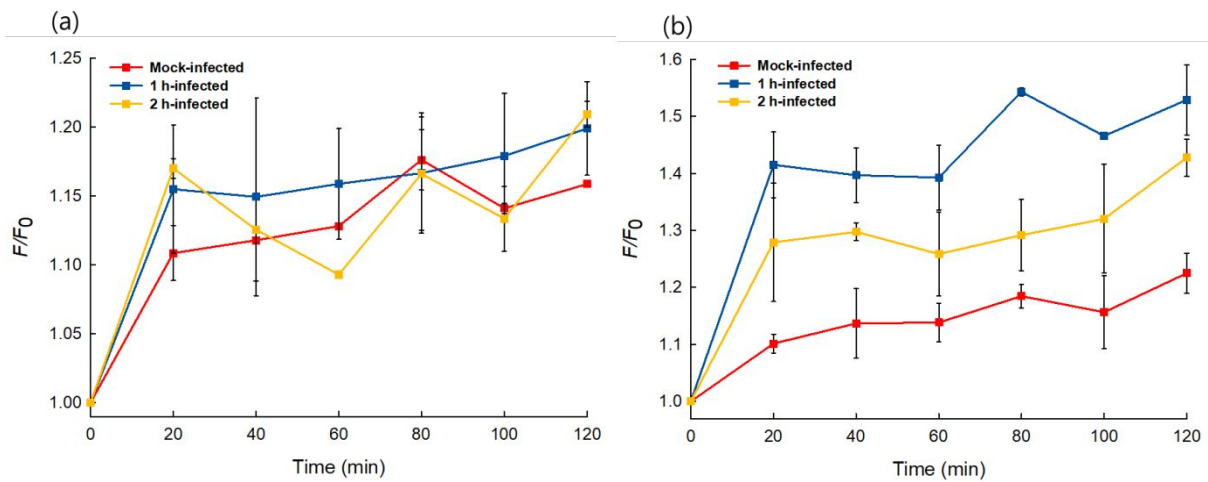 (a)
1.25
1.20
1.15
1.10
1.05
1.00
F/F0
Mock-infected
1 h-infected
2 h-infected
0 20 40 60 80 100 120
Time (min)
(b)
1.6
1.5
1.4
1.3
1.2
1.1
1.0
F/F0
Mock-infected
1 h-infected
2 h-infected
0 20 40 60 80 100 120
Time (min)